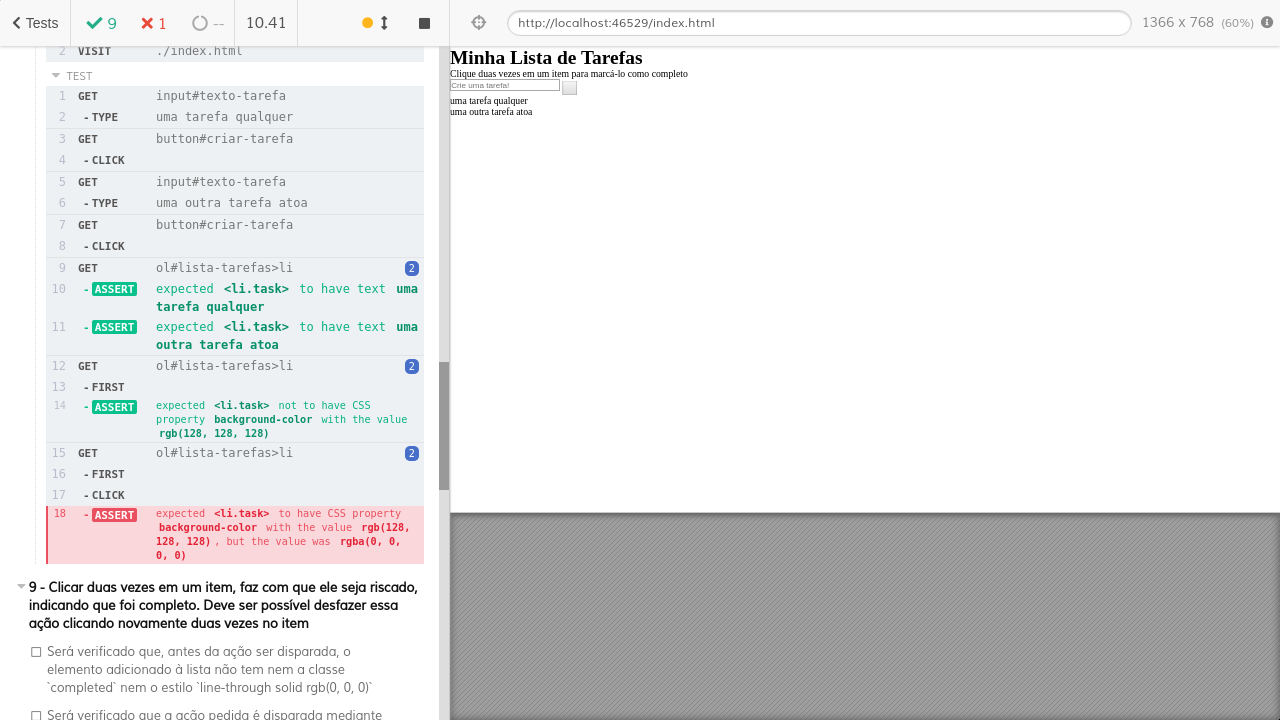 Tests 9 1 -- 10.41
http://localhost:46529/index.html 1366 x 768 (60%)
2 VISIT ./index.html
TEST
1 GET input#texto-tarefa
2 - TYPE uma tarefa qualquer
3 GET button#criar-tarefa
4 - CLICK
5 GET input#texto-tarefa
6 - TYPE uma outra tarefa atoa
7 GET button#criar-tarefa
8 - CLICK
9 GET ol#lista-tarefas>li 2
10 - ASSERT expected <li.task> to have text uma
tarefa qualquer
11 - ASSERT expected <li.task> to have text uma
outra tarefa atoa
12 GET ol#lista-tarefas>li 2
13 - FIRST
14 - ASSERT expected <li.task> not to have CSS
property background-color with the value
rgb(128, 128, 128)
15 GET ol#lista-tarefas>li 2
16 - FIRST
17 - CLICK
18 - ASSERT expected <li.task> to have CSS property
background-color with the value rgb(128,
128, 128) , but the value was rgba(0, 0,
0, 0)
9 - Clicar duas vezes em um item, faz com que ele seja riscado,
indicando que foi completo. Deve ser possível desfazer essa
ação clicando novamente duas vezes no item
Será verificado que, antes da ação ser disparada, o
elemento adicionado à lista não tem nem a classe
`completed` nem o estilo `line-through solid rgb(0, 0, 0)`
Será verificado que a ação pedida é disparada mediante
Minha Lista de Tarefas
Clique duas vezes em um item para marcá-lo como completo
Crie uma tarefa!
uma tarefa qualquer
uma outra tarefa atoa